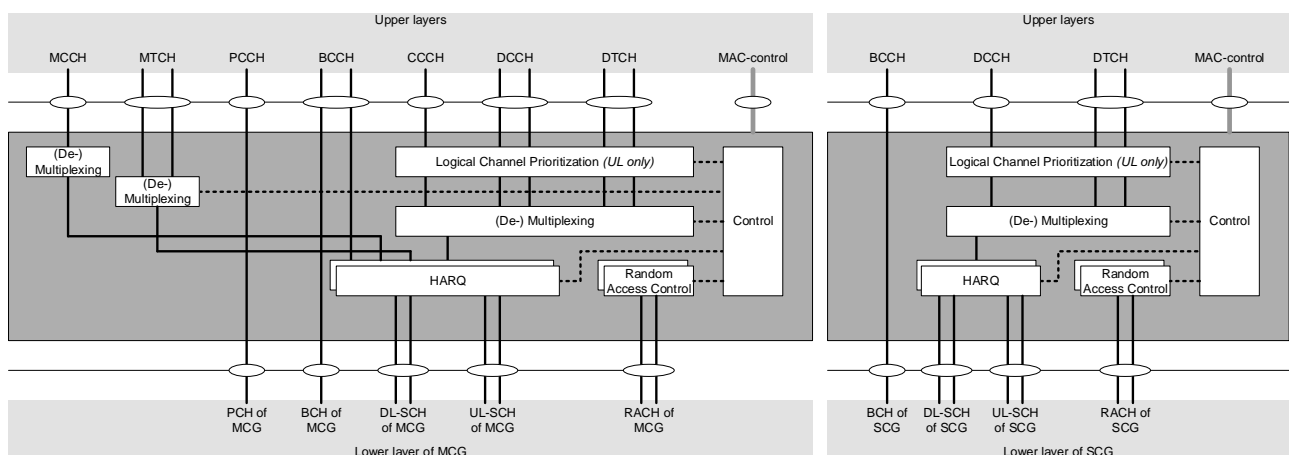 Upper layers
MCCH MTCH PCCH BCCH CCCH DCCH DTCH MAC-control
(De-)
Multiplexing
(De-)
Multiplexing
Logical Channel Prioritization (UL only)
(De-) Multiplexing
Control
HARQ
Random
Access Control
PCH of
MCG
BCH of
MCG
DL-SCH
of MCG
UL-SCH
of MCG
RACH of
MCG
Lower layer of MCG
Upper layers
BCCH DCCH DTCH MAC-control
Logical Channel Prioritization (UL only)
(De-) Multiplexing
Control
HARQ
Random
Access Control
BCH of
SCG
DL-SCH
of SCG
UL-SCH
of SCG
RACH of
SCG
Lower layer of SCG